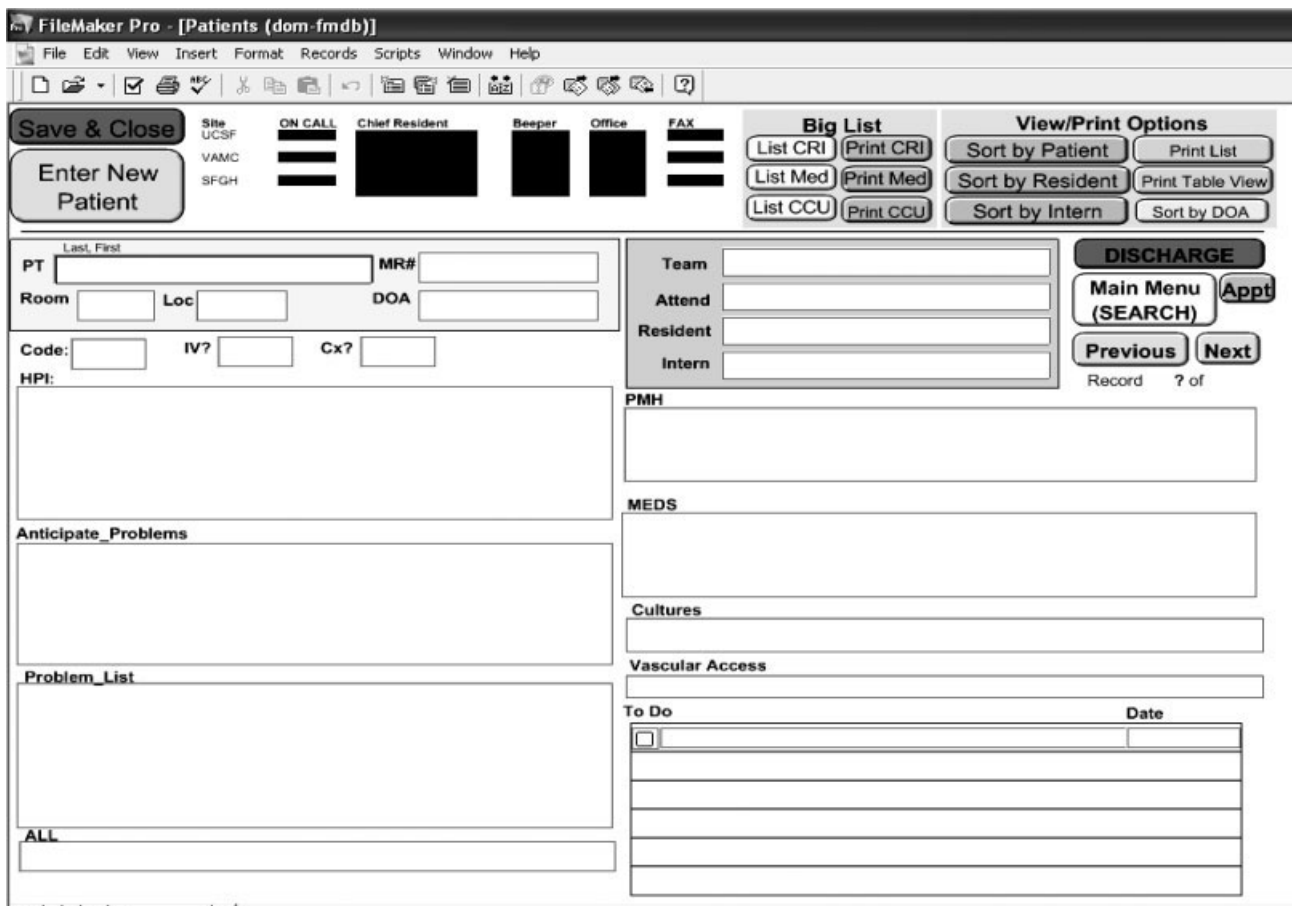 FileMaker Pro - [Patients (dom-fmdb)]
File Edit View Insert Format Records Scripts Window Help
Save & Close
Enter New
Patient
Site ON CALL Chief Resident Beeper Office FAX
UCSF
VAMC
SFGH
Big List
List CRI Print CRI
List Med Print Med
List CCU Print CCU
View/Print Options
Sort by Patient Print List
Sort by Resident Print Table View
Sort by Intern Sort by DOA
Last, First
PT MR#
Room Loc DOA
Team
Attend
Resident
Intern
DISCHARGE
Main Menu
(SEARCH)
Appt
Previous Next
Record ? of
Code: IV? Cx?
HPI:
PMH
MEDS
Anticipate_Problems
Cultures
Vascular Access
Problem_List
To Do Date
ALL